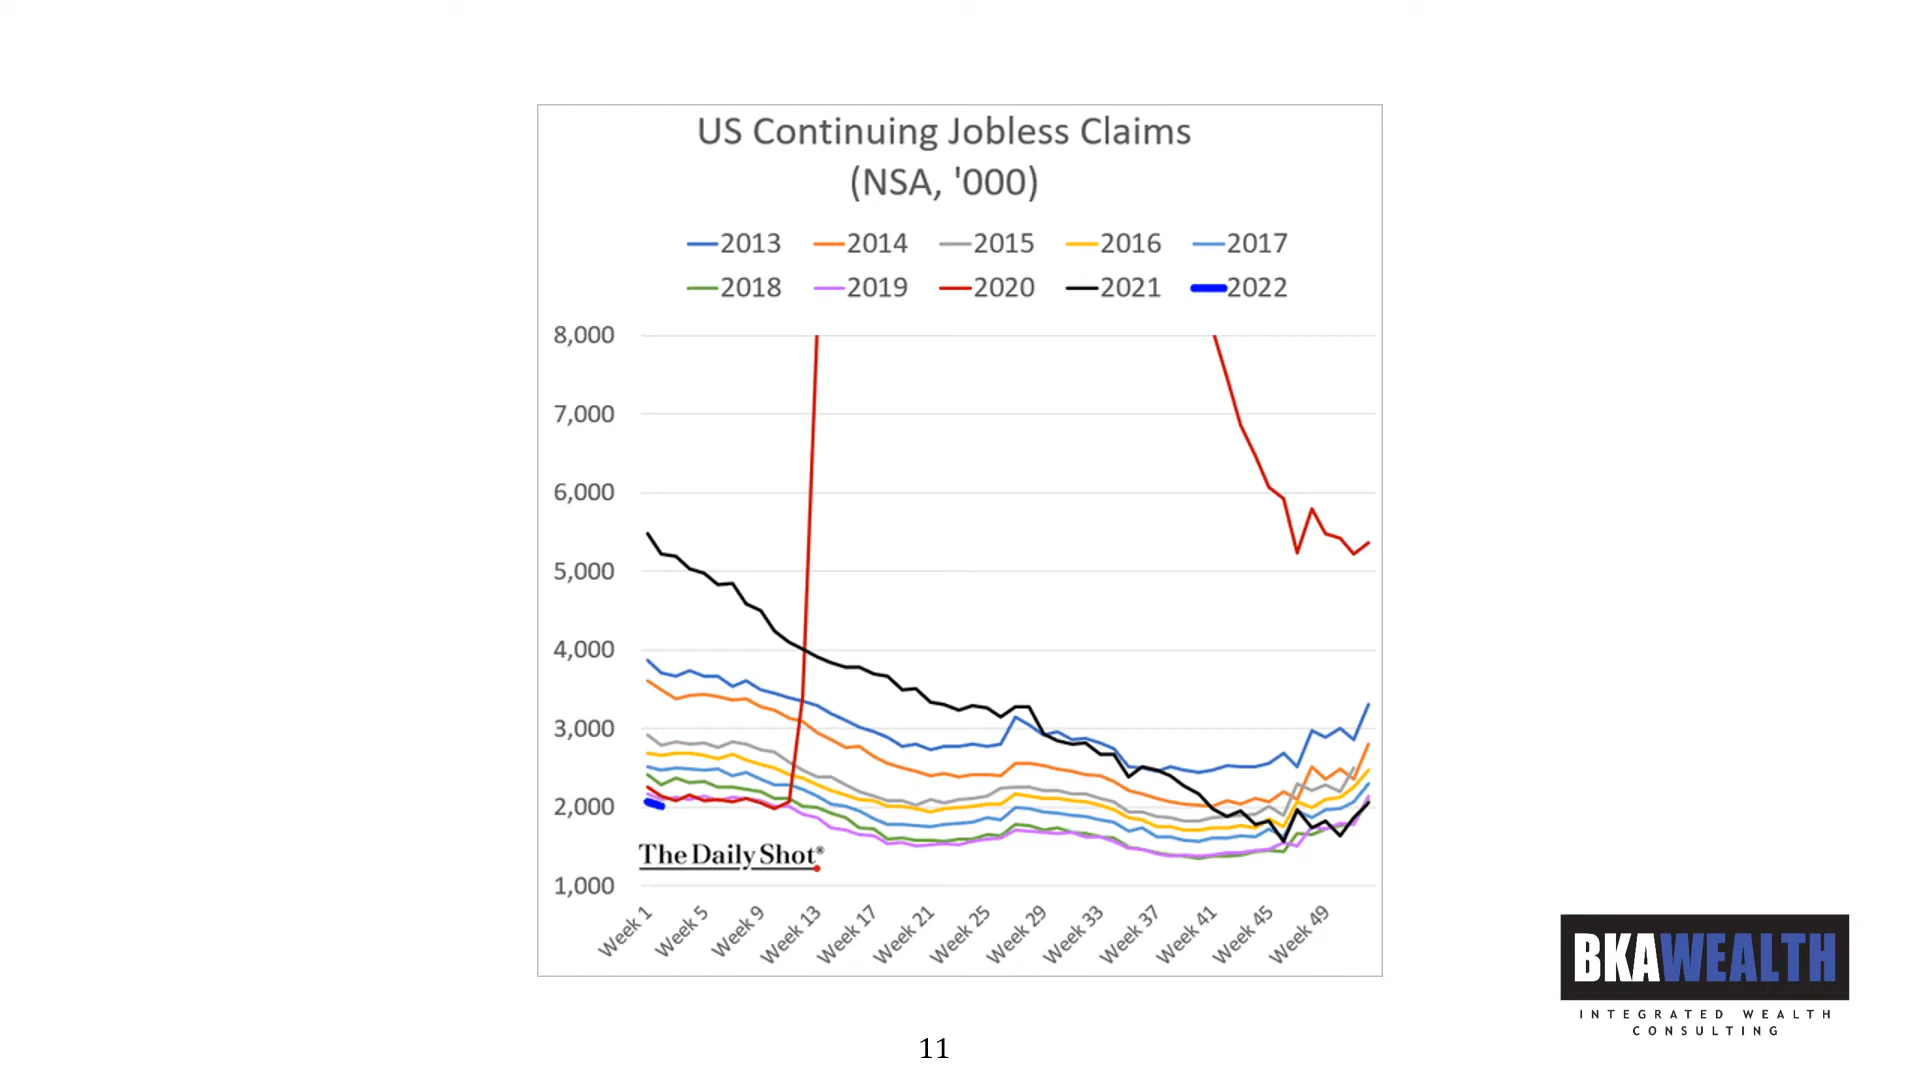 US Continuing Jobless Claims
(NSA, '000)
2013 2014 2015 2016 2017
2018 2019 2020 2021 2022
8,000
7,000
6,000
5,000
4,000
3,000
2,000
1,000
The Daily Shot®
Week 1 Week 5 Week 9 Week 13 Week 17 Week 21 Week 25 Week 29 Week 33 Week 37 Week 41 Week 45 Week 49
BKAWEALTH
INTEGRATED WEALTH
CONSULTING
11